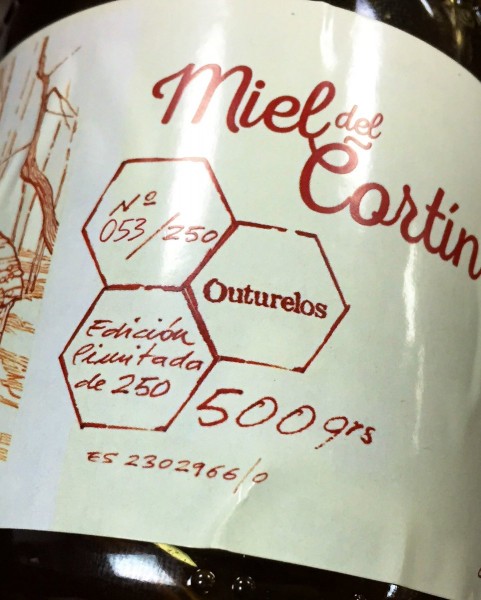 Miel del
Cortín
Nº
053/250
Outurelos
Edición
limitada
de 250
500 grs
ES 2302966/0